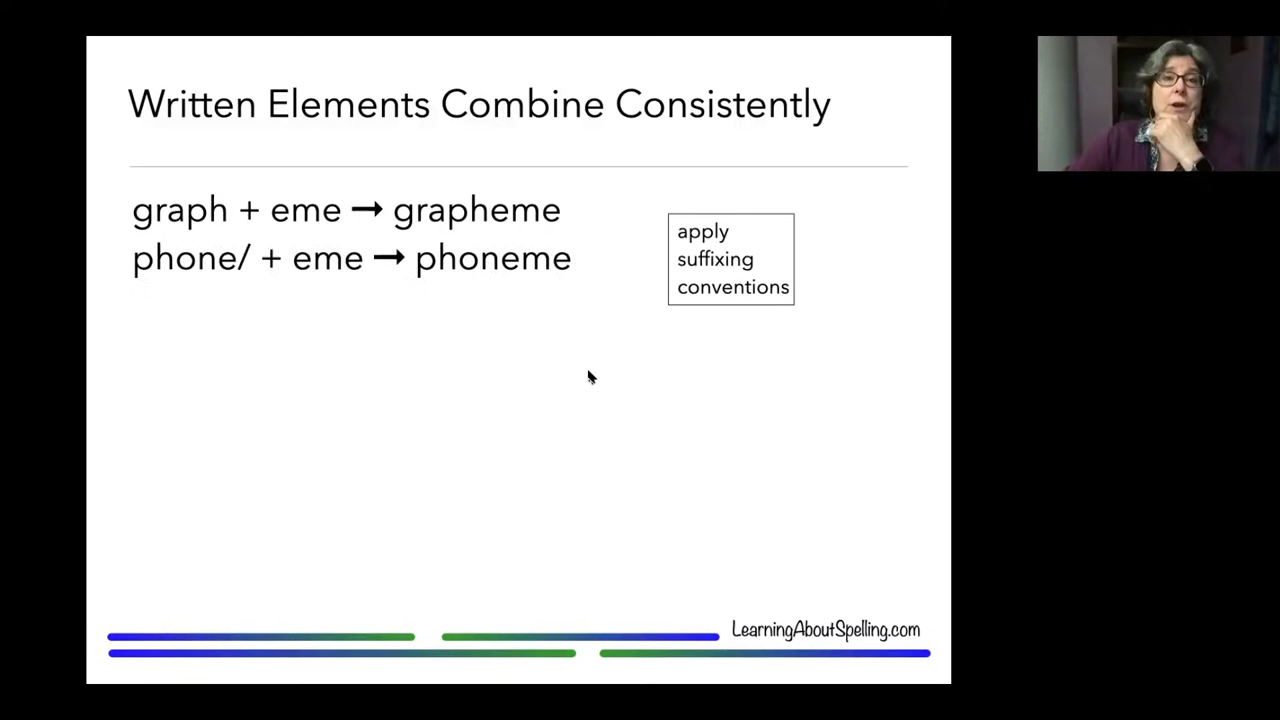 Written Elements Combine Consistently
graph + eme → grapheme
phone/ + eme → phoneme
apply
suffixing
conventions
LearningAboutSpelling.com